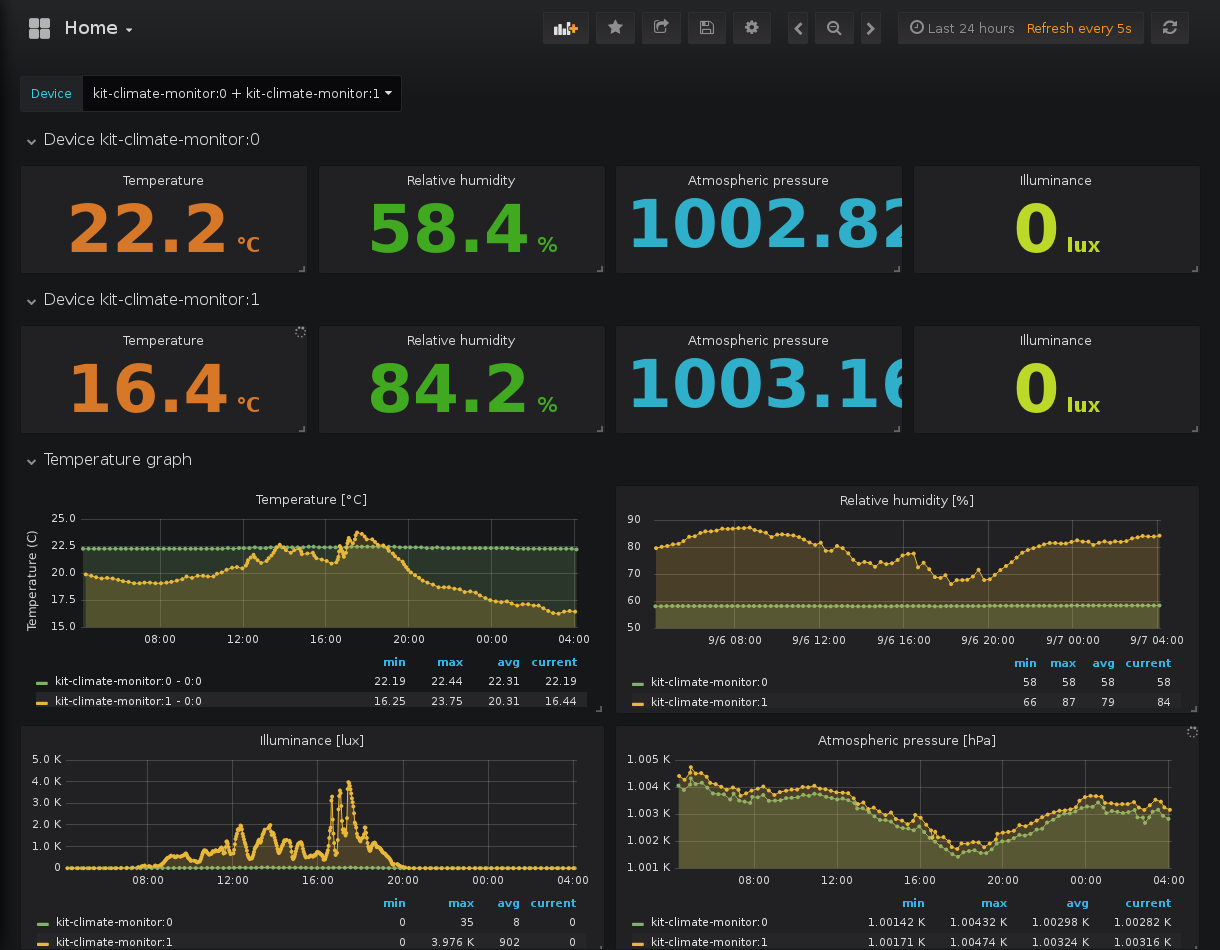 Home
Last 24 hours Refresh every 5s
Device kit-climate-monitor:0 + kit-climate-monitor:1
Device kit-climate-monitor:0
Temperature Relative humidity Atmospheric pressure Illuminance
22.2 °C 58.4 % 1002.82 0 lux
Device kit-climate-monitor:1
Temperature Relative humidity Atmospheric pressure Illuminance
16.4 °C 84.2 % 1003.16 0 lux
Temperature graph
Temperature [°C]
Temperature (C)
25.0
22.5
20.0
17.5
15.0
08:00 12:00 16:00 20:00 00:00 04:00
min max avg current
kit-climate-monitor:0 - 0:0 22.19 22.44 22.31 22.19
kit-climate-monitor:1 - 0:0 16.25 23.75 20.31 16.44
Relative humidity [%]
90
80
70
60
50
9/6 08:00 9/6 12:00 9/6 16:00 9/6 20:00 9/7 00:00 9/7 04:00
min max avg current
kit-climate-monitor:0 58 58 58 58
kit-climate-monitor:1 66 87 79 84
Illuminance [lux]
5.0 K
4.0 K
3.0 K
2.0 K
1.0 K
0
08:00 12:00 16:00 20:00 00:00 04:00
min max avg current
kit-climate-monitor:0 0 35 8 0
kit-climate-monitor:1 0 3.976 K 902 0
Atmospheric pressure [hPa]
1.005 K
1.004 K
1.003 K
1.002 K
1.001 K
08:00 12:00 16:00 20:00 00:00 04:00
min max avg current
kit-climate-monitor:0 1.00142 K 1.00432 K 1.00298 K 1.00282 K
kit-climate-monitor:1 1.00171 K 1.00474 K 1.00324 K 1.00316 K